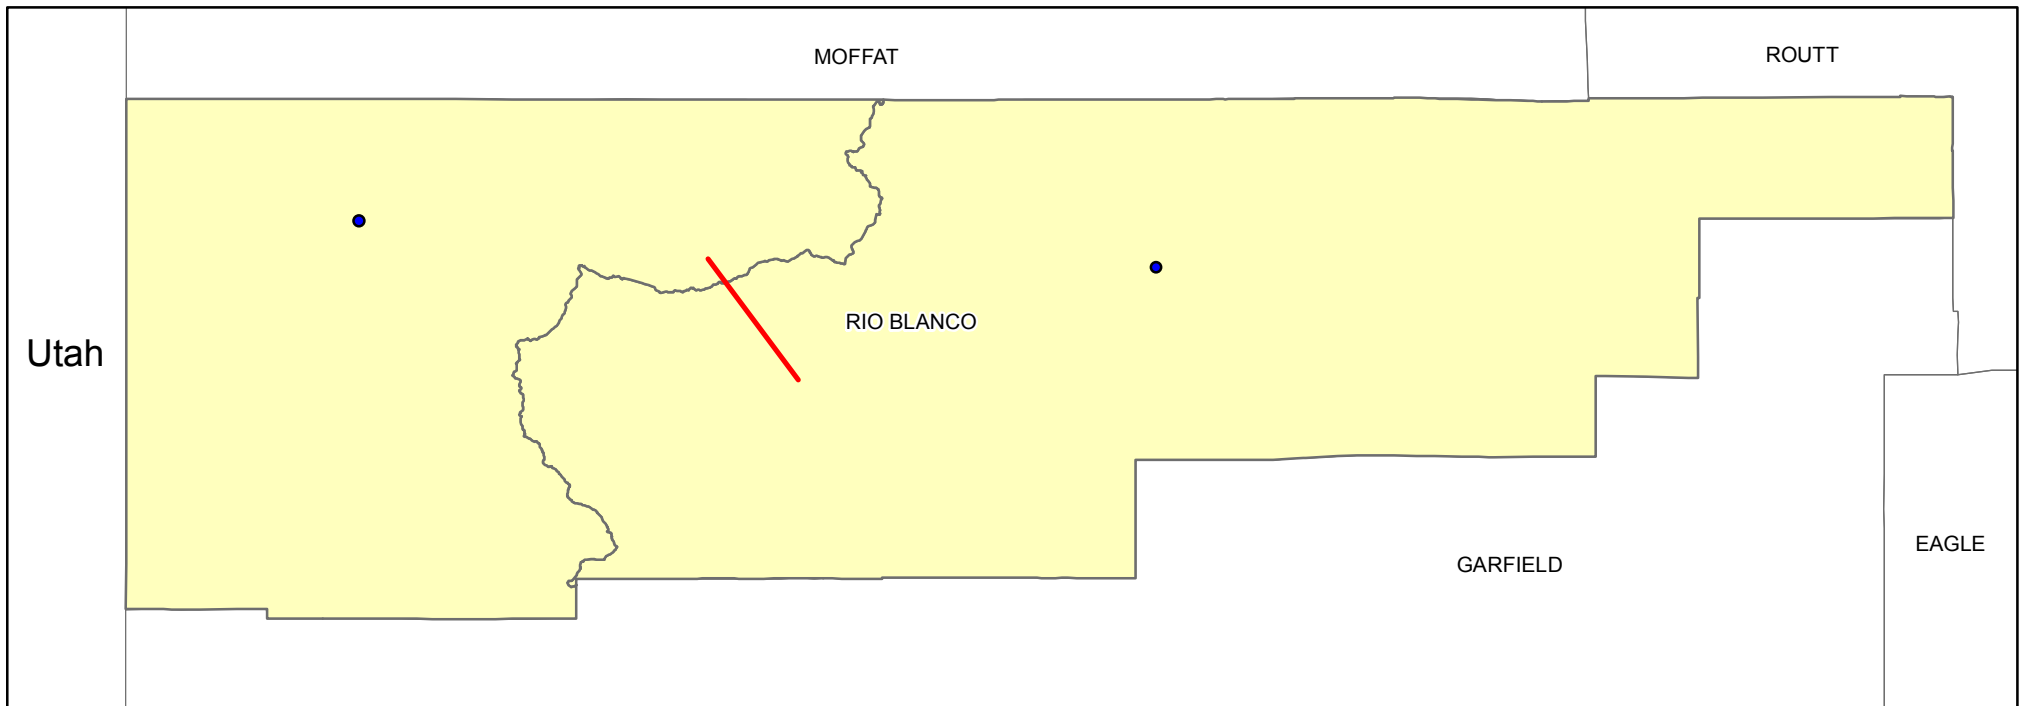 MOFFAT
ROUTT
RIO BLANCO
Utah
EAGLE
GARFIELD